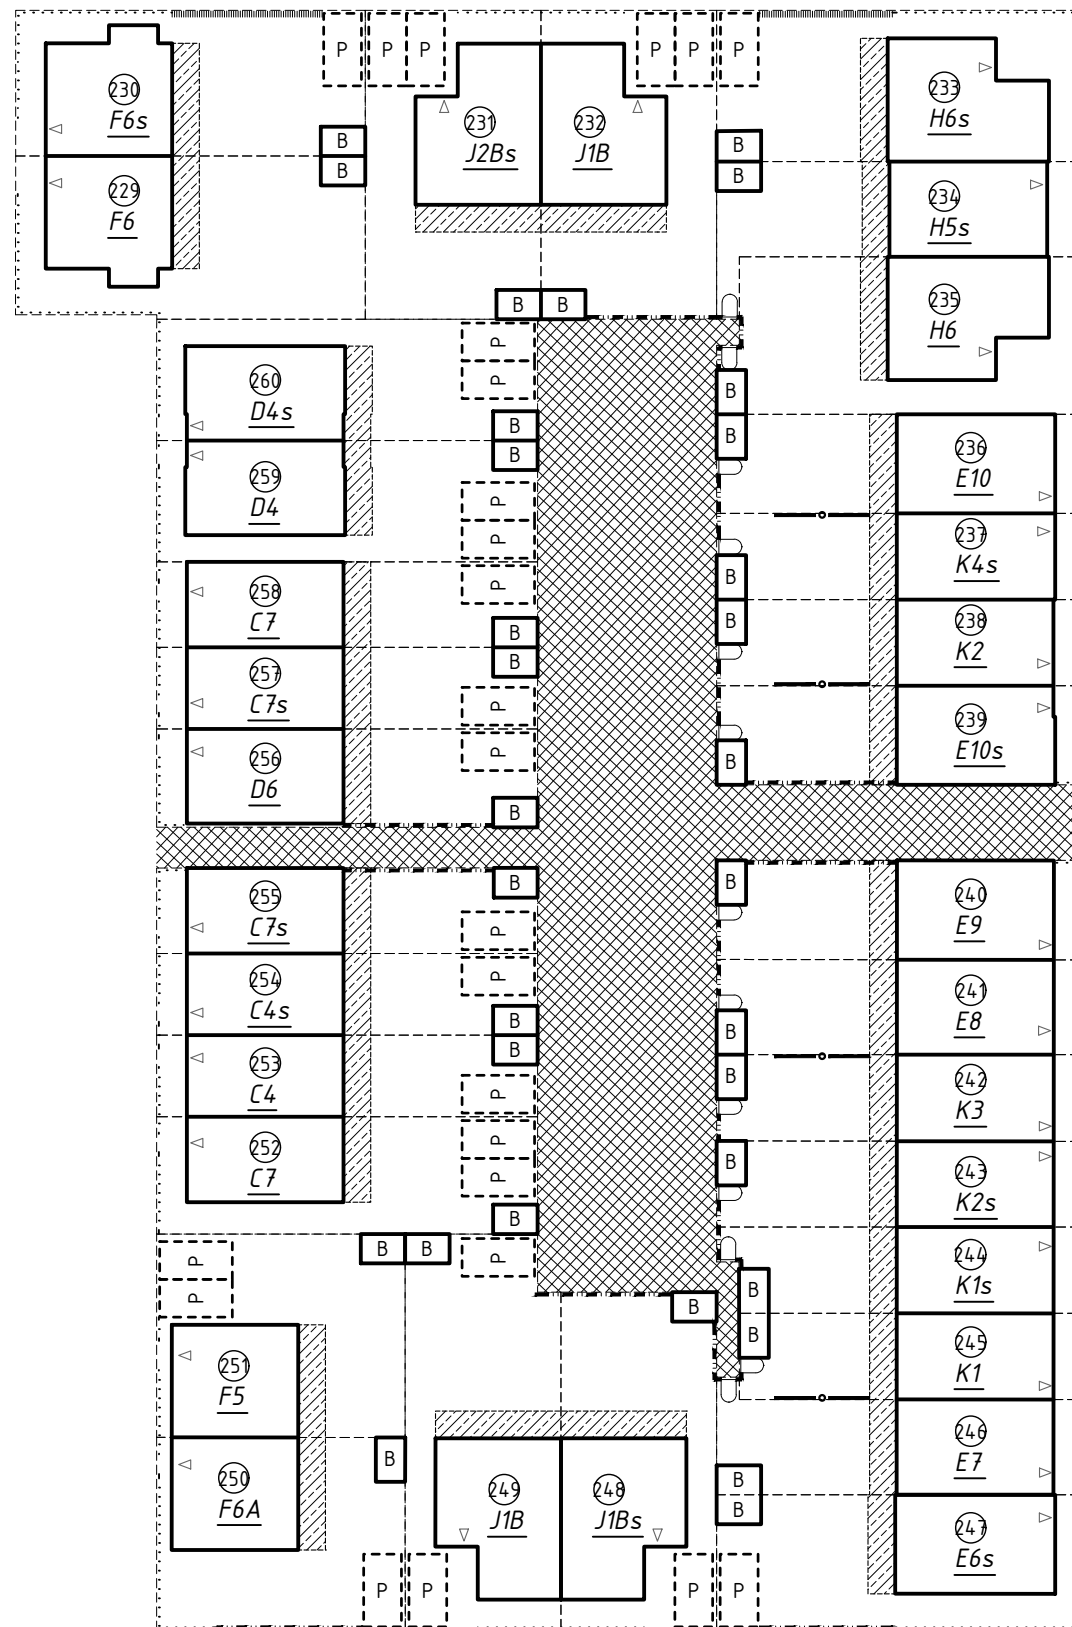 P P P P P P
230
F6s
231
J2Bs
232
J1B
233
H6s
B
B
B
B
229
F6
234
H5s
235
H6
B B
P
P
260
D4s
B
B
B
B
259
D4
236
E10
P
P
237
K4s
258
C7
P
B
B
238
K2
B
B
257
C7s
P
239
E10s
256
D6
P
B
B
255
C7s
B
B
240
E9
P
254
C4s
P
241
E8
B
B
B
B
253
C4
242
K3
P
252
C7
P
P
B
243
K2s
B
B B
P
P
P
244
K1s
B
B
B
245
K1
251
F5
246
E7
250
F6A
B
249
J1B
248
J1Bs
B
B
247
E6s
P P P P